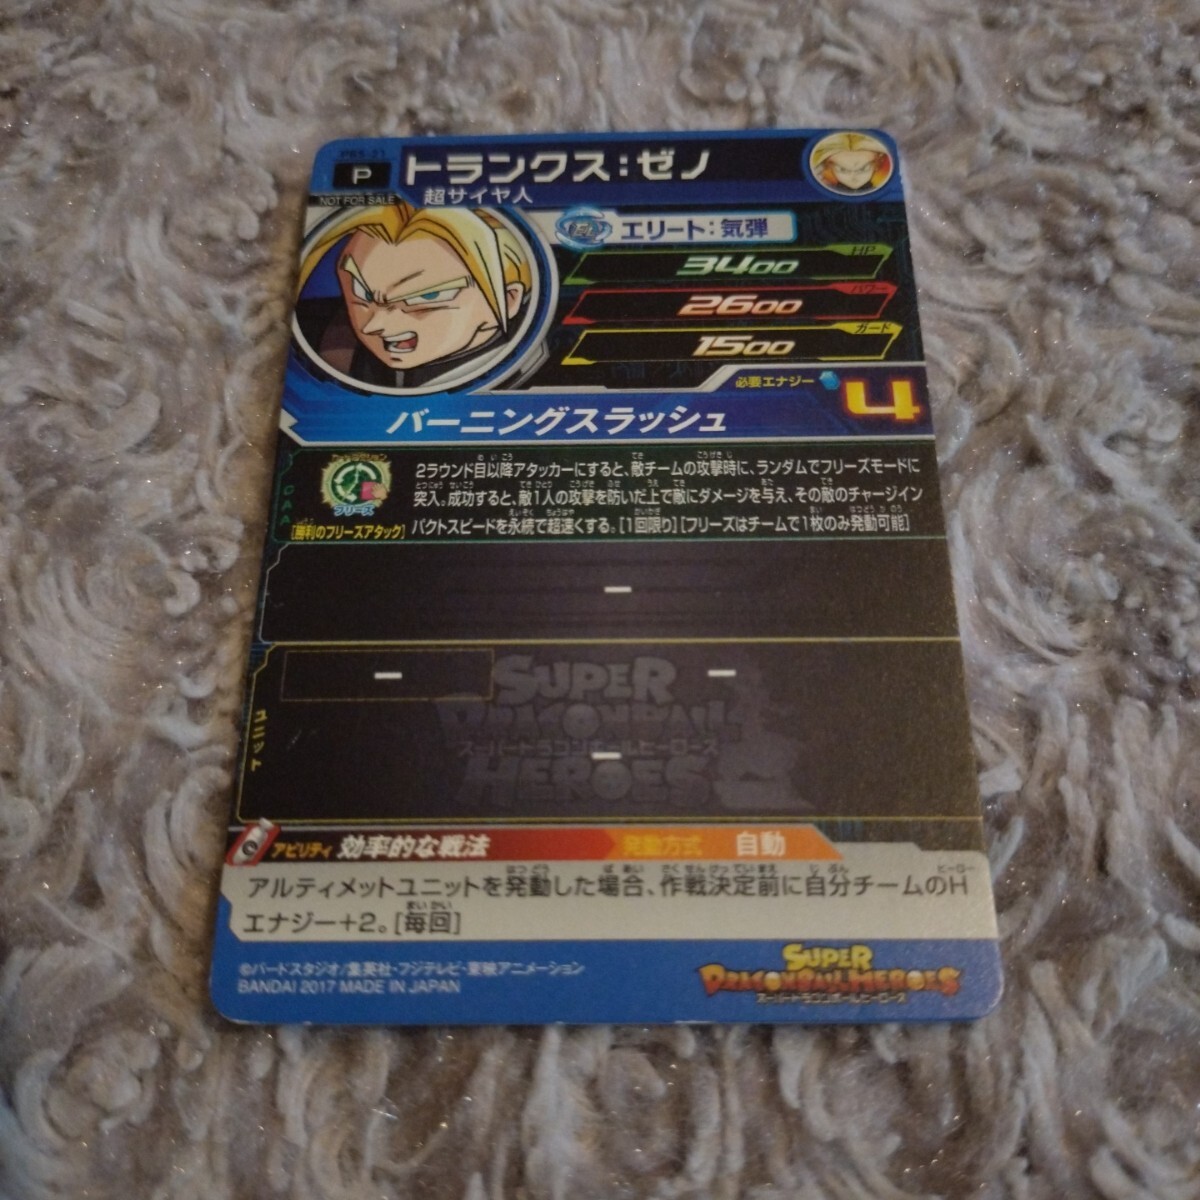 PBS-21
P
NOT FOR SALE
トランクス：ゼノ
超サイヤ人
エリート：気弾
HP
3400
パワー
2600
ガード
1500
必要エナジー
4
バーニングスラッシュ
CAA
フリーズ
[勝利のフリーズアタック]
2ラウンド目以降アタッカーにすると、敵チームの攻撃時に、ランダムでフリーズモードに
突入。成功すると、敵1人の攻撃を防いだ上で敵にダメージを与え、その敵のチャージイン
パクトスピードを永続で超速くする。[1回限り][フリーズはチームで1枚のみ発動可能]
ー
ユニット
ー
ー
ー
SUPER
DRAGONBALL
スーパードラゴンボールヒーローズ
HEROES
アビリティ 効率的な戦法 発動方式 自動
アルティメットユニットを発動した場合、作戦決定前に自分チームのH
エナジー+2。[毎回]
©バードスタジオ/集英社・フジテレビ・東映アニメーション
BANDAI 2017 MADE IN JAPAN
SUPER
DRAGONBALL HEROES
スーパードラゴンボールヒーローズ